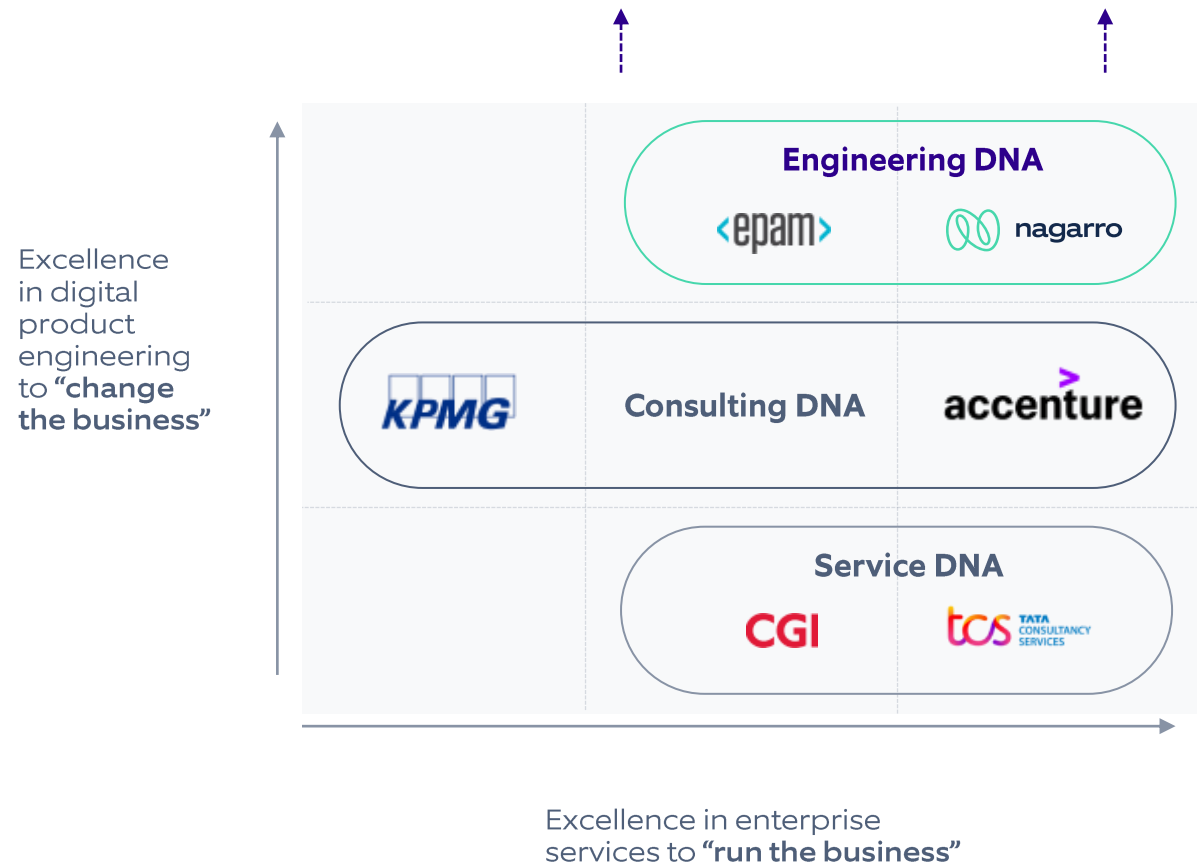 Engineering DNA
<epam>
nagarro
Excellence
in digital
product
engineering
to “change
the business”
KPMG
Consulting DNA
accenture
Service DNA
CGI
tcs TATA
CONSULTANCY
SERVICES
Excellence in enterprise
services to “run the business”